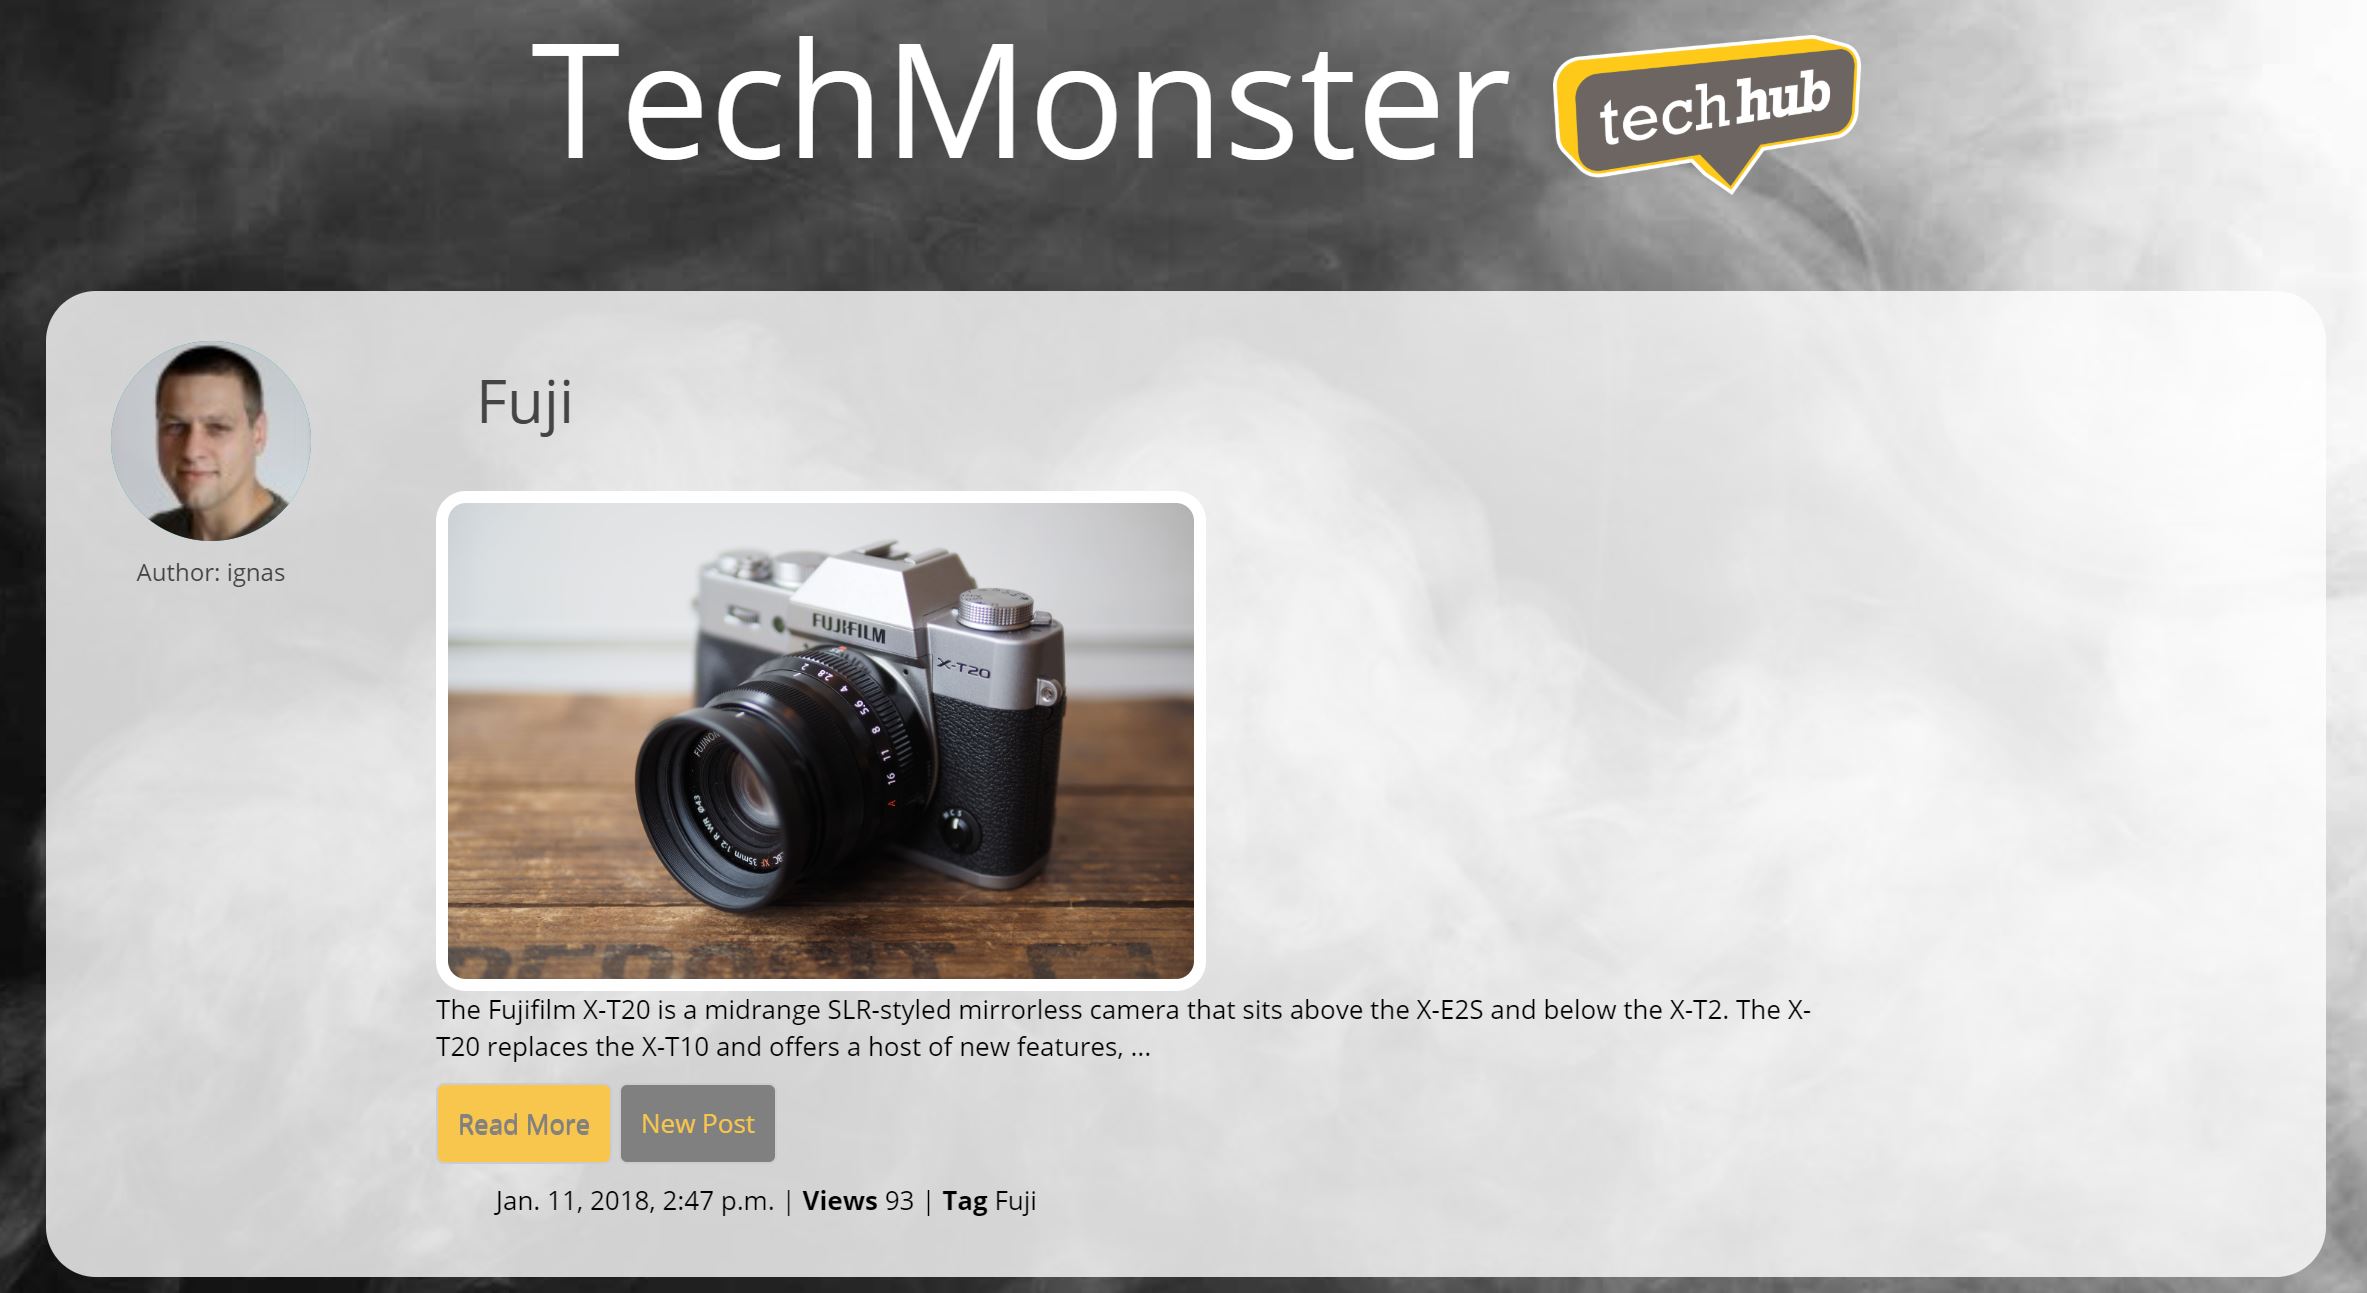 TechMonster
tech hub
Fuji
Author: ignas
FUJIFILM
X-T20
The Fujifilm X-T20 is a midrange SLR-styled mirrorless camera that sits above the X-E2S and below the X-T2. The X-
T20 replaces the X-T10 and offers a host of new features, ...
Read More
New Post
Jan. 11, 2018, 2:47 p.m. | Views 93 | Tag Fuji